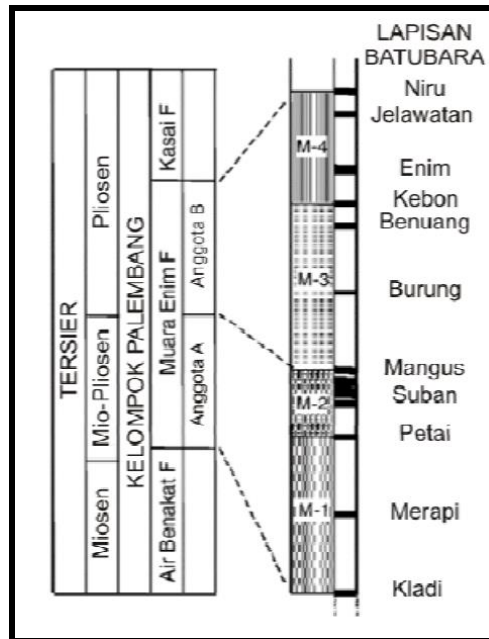 LAPISAN
BATUBARA
TERSIER
Pliosen
Mio-Pliosen
Miosen
KELOMPOK PALEMBANG
Kasai F
Muara Enim F
Air Benakat F
Anggota B
Anggota A
M-4
M-3
M-2
M-1
Niru
Jelawatan
Enim
Kebon
Benuang
Burung
Mangus
Suban
Petai
Merapi
Kladi